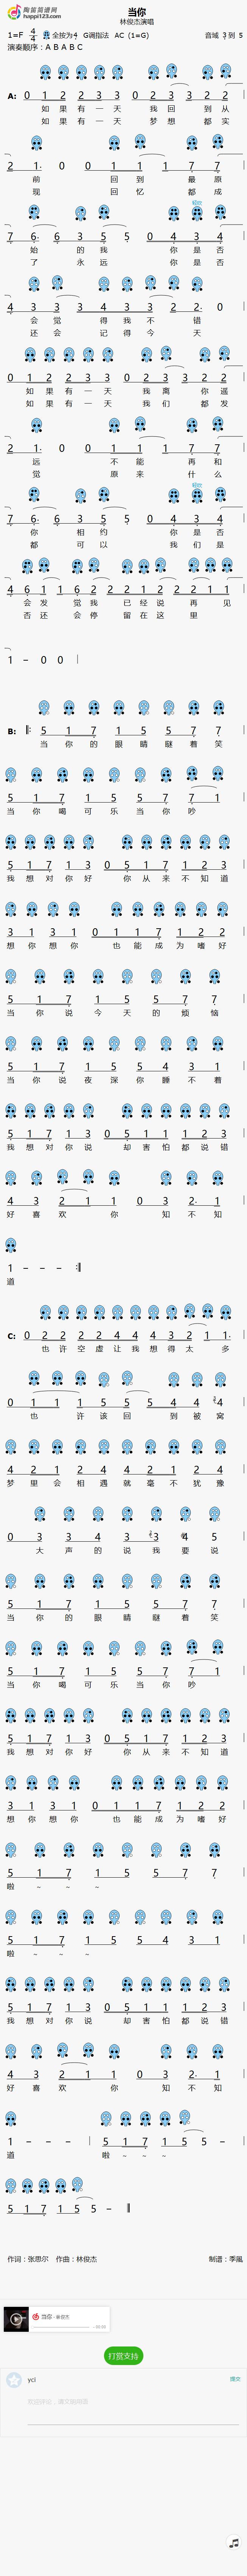 陶笛简谱网
happi123.com
当你
林俊杰演唱
1=F 4/4 全按为4 G调指法 AC (1=G) 音域 3 到 5
演奏顺序：A B A B C
A: 0 1 2 2 3 3 0 2 3 3 2 2
如 果 有 一 天 我 回 到 从
如 果 有 一 天 梦 想 都 实
2 1· 0 0 1 1 1 7 7
前 回 到 最 原
现 回 忆 都 成
7 6· 6 3 5 5 0 4 3 4
始 的 我 你 是 否
了 永 远 你 是 否
4 3 3 3 4 3 3 2 2· 0
会 觉 得 我 不 错
还 会 记 得 今 天
0 1 2 2 3 3 0 2 3 3 2 2
如 果 有 一 天 我 离 你 遥
如 果 有 一 天 我 们 都 发
2 1· 0 0 1 1 1 7 7
远 不 能 再 和
觉 原 来 什 么
7 6· 6 3 5 5 0 4 3 4
你 相 约 你 是 否
都 可 以 我 们 是
4 6 1 1 6 2 2 2 1 2 2 2 1 1
会 发 觉 我 已 经 说 再 见
否 还 会 停 留 在 这 里
1 － 0 0
B: 5 1 7 1 5 5 7 7
当 你 的 眼 睛 瞇 着 笑
5 1 7 1 5 5 7 7 1
当 你 喝 可 乐 当 你 吵
5 1 7 1 3 0 5 1 7 1 2 3
我 想 对 你 好 你 从 来 不 知 道
3 1 3 1 0 1 1 7 1 2 2
想 你 想 你 也 能 成 为 嗜 好
5 1 7 1 5 5 7 7
当 你 说 今 天 的 烦 恼
5 1 7 1 5 5 4 3 1
当 你 说 夜 深 你 睡 不 着
5 1 7 1 3 0 5 1 1 1 2 3
我 想 对 你 说 却 害 怕 都 说 错
4 3 2 1 1 0 3 2· 1
好 喜 欢 你 知 不 知
1 － － －
道
C: 0 2 2 2 2 4 4 4 3 2 1 1·
也 许 空 虚 让 我 想 得 太 多
0 1 1 1 5 5 5 4 4 4
也 许 该 回 到 被 窝
4 2 1 2 4 4 2 1 2 4
梦 里 会 相 遇 就 毫 不 犹 豫
0 3 3 4 3 3 4 5
大 声 的 说 我 要 说
5 1 7 1 5 5 7 7
当 你 的 眼 睛 瞇 着 笑
5 1 7 1 5 5 7 7 1
当 你 喝 可 乐 当 你 吵
5 1 7 1 3 0 5 1 7 1 2 3
我 想 对 你 好 你 从 来 不 知 道
3 1 3 1 0 1 1 7 1 2 2
想 你 想 你 也 能 成 为 嗜 好
5 1 7 1 5 5 7 7
啦 ~ ~ ~
5 1 7 1 5 5 4 3 1
啦 ~ ~ ~
5 1 7 1 3 0 5 1 1 1 2 3
我 想 对 你 说 却 害 怕 都 说 错
4 3 2 1 1 0 3 2· 1
好 喜 欢 你 知 不 知
1 － － － 5 1 7 1 5 5 －
道 啦 ~ ~ ~
5 1 7 1 5 5 －
作词：张思尔 作曲：林俊杰 制谱：季風
当你 - 林俊杰
打赏支持
yci
提交